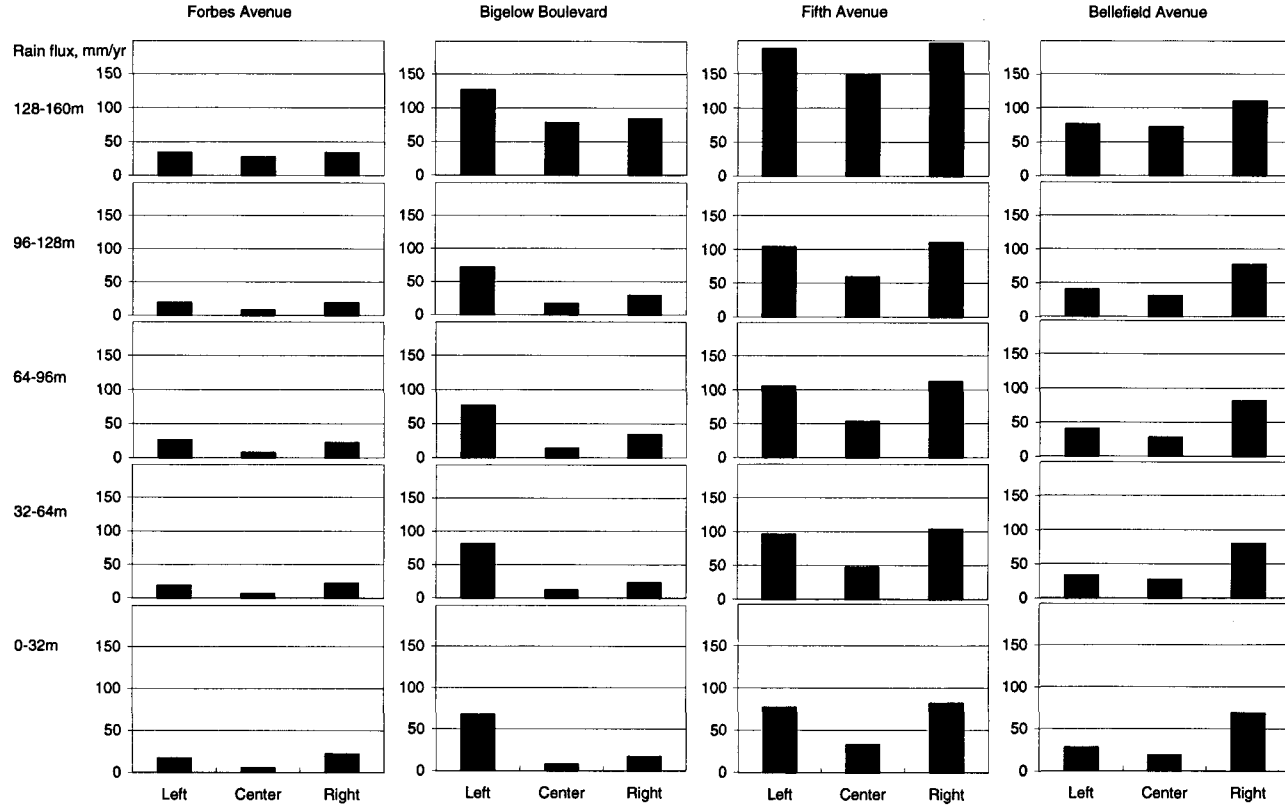 Forbes Avenue Bigelow Boulevard Fifth Avenue Bellefield Avenue
Rain flux, mm/yr
128-160m
150 150 150 150
100 100 100 100
50 50 50 50
0 0 0 0
96-128m
150 150 150 150
100 100 100 100
50 50 50 50
0 0 0 0
64-96m
150 150 150 150
100 100 100 100
50 50 50 50
0 0 0 0
32-64m
150 150 150 150
100 100 100 100
50 50 50 50
0 0 0 0
0-32m
150 150 150 150
100 100 100 100
50 50 50 50
0 0 0 0
Left Center Right Left Center Right Left Center Right Left Center Right